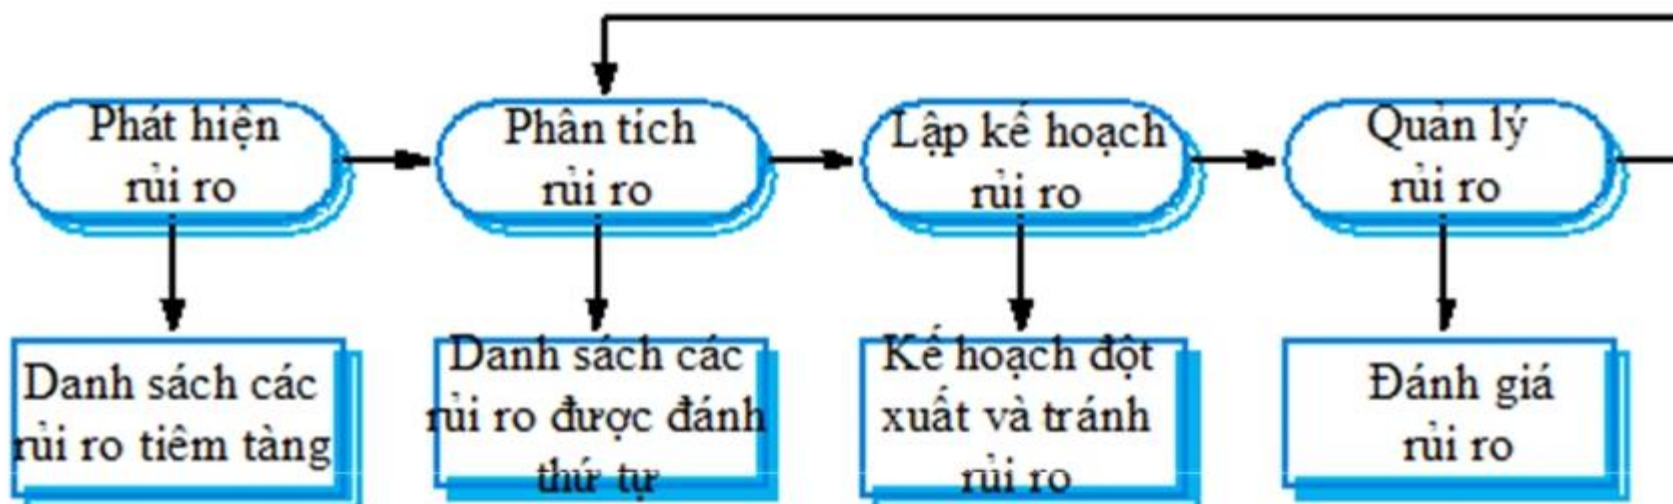 Phát hiện
rủi ro
Phân tích
rủi ro
Lập kế hoạch
rủi ro
Quản lý
rủi ro
Danh sách các
rủi ro tiêm tàng
Danh sách các
rủi ro được đánh
thứ tự
Kế hoạch đột
xuất và tránh
rủi ro
Đánh giá
rủi ro